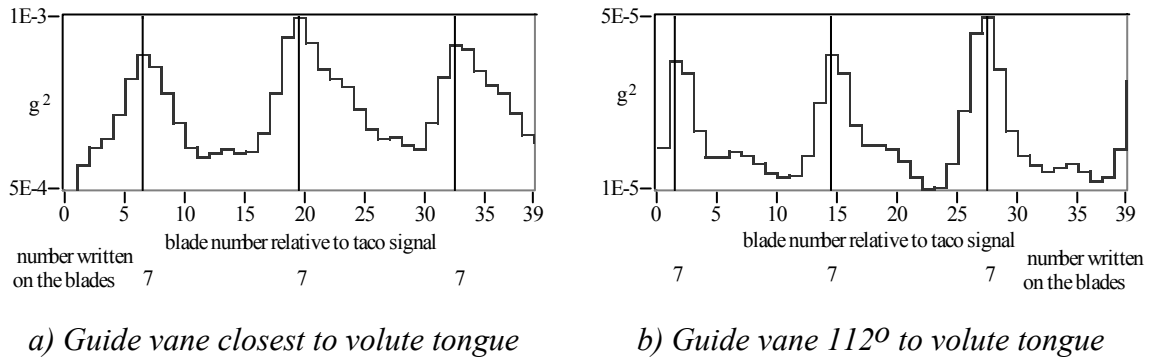 1E-3
g²
5E-4
0 5 10 15 20 25 30 35 39
blade number relative to taco signal
number written
on the blades 7 7 7
a) Guide vane closest to volute tongue
5E-5
g²
1E-5
0 5 10 15 20 25 30 35 39
blade number relative to taco signal
number written
7 7 7 on the blades
b) Guide vane 112º to volute tongue